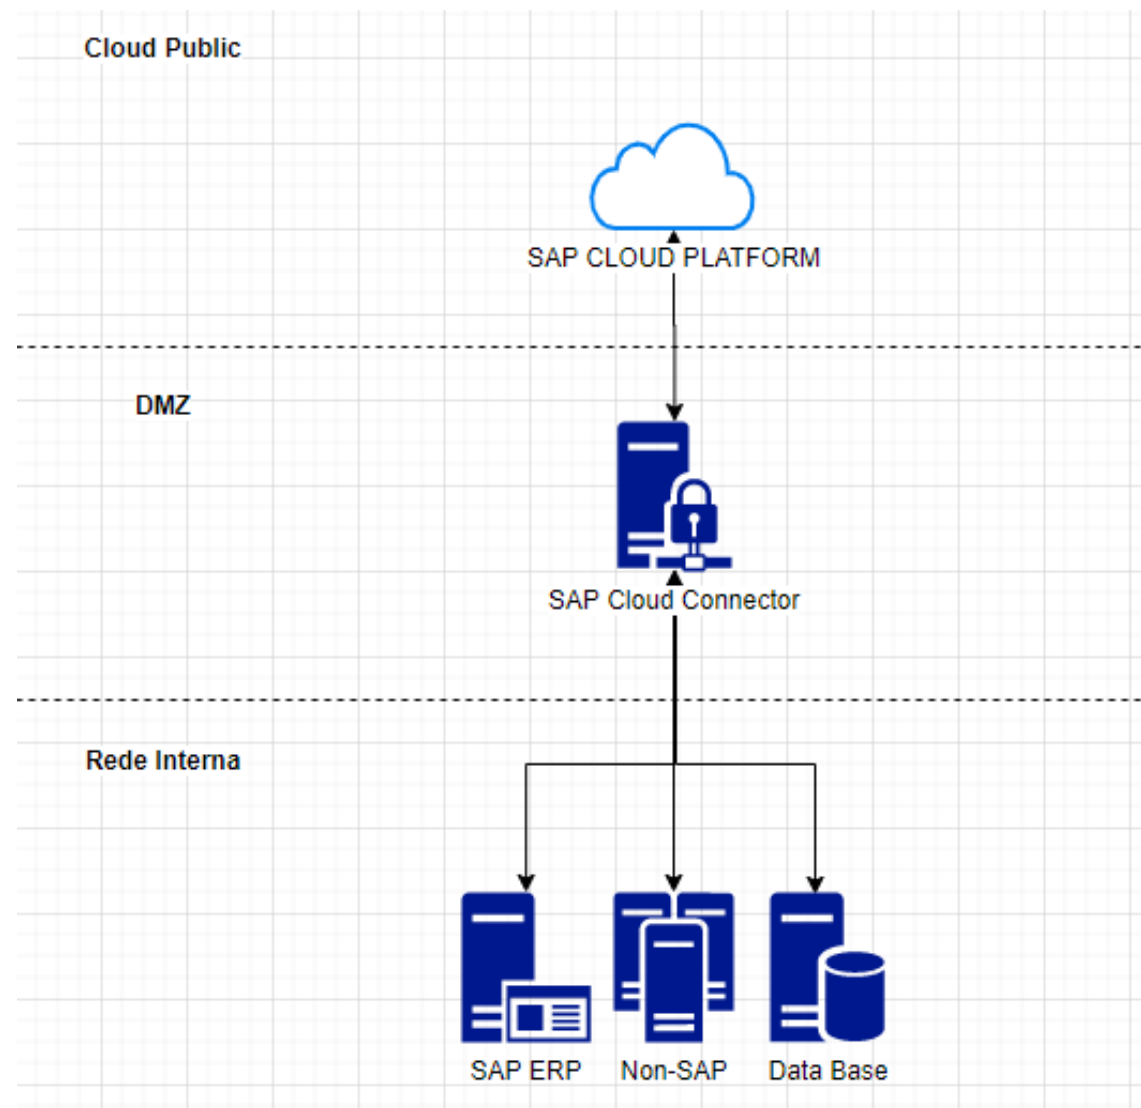 Cloud Public
SAP CLOUD PLATFORM
DMZ
SAP Cloud Connector
Rede Interna
SAP ERP
Non-SAP
Data Base